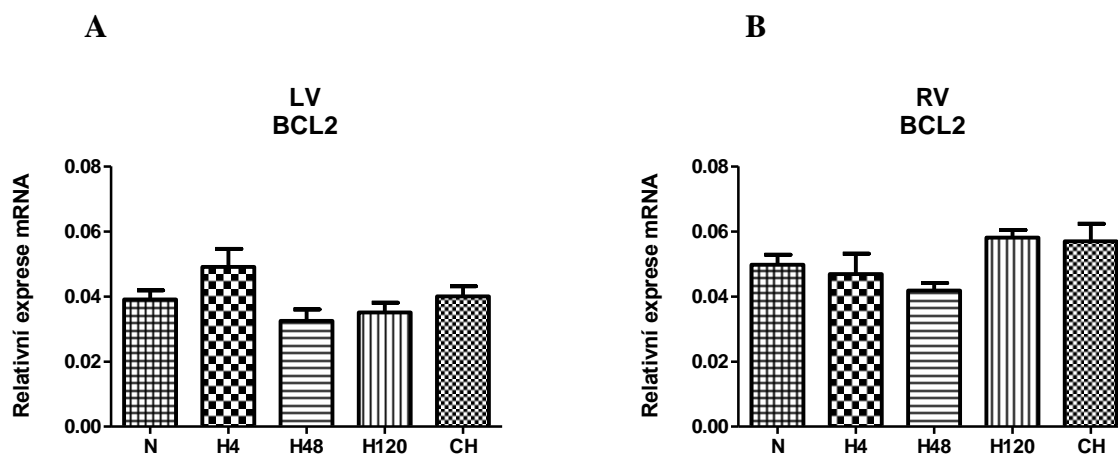 A
LV
BCL2
Relativní exprese mRNA
0.08
0.06
0.04
0.02
0.00
N H4 H48 H120 CH
B
RV
BCL2
Relativní exprese mRNA
0.08
0.06
0.04
0.02
0.00
N H4 H48 H120 CH